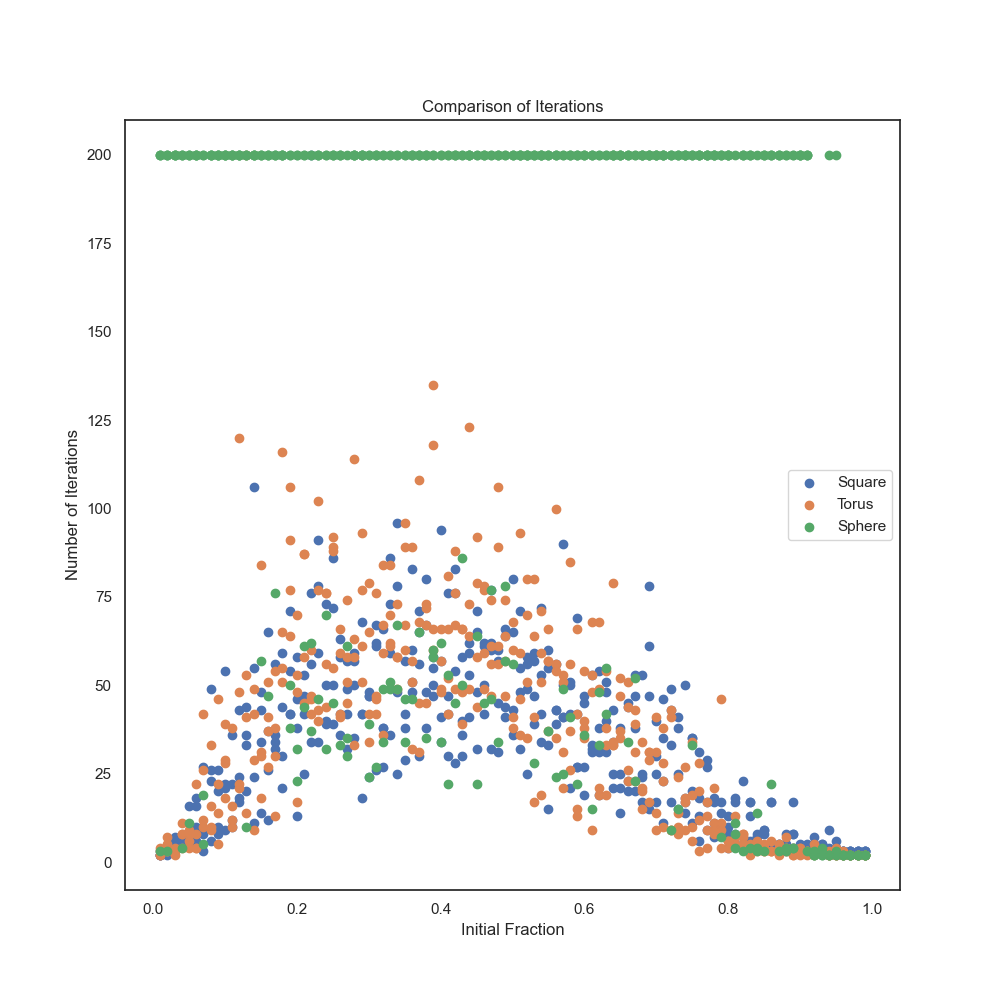 Comparison of Iterations
200
175
150
125
100
75
50
25
0
Number of Iterations
Square
Torus
Sphere
0.0 0.2 0.4 0.6 0.8 1.0
Initial Fraction